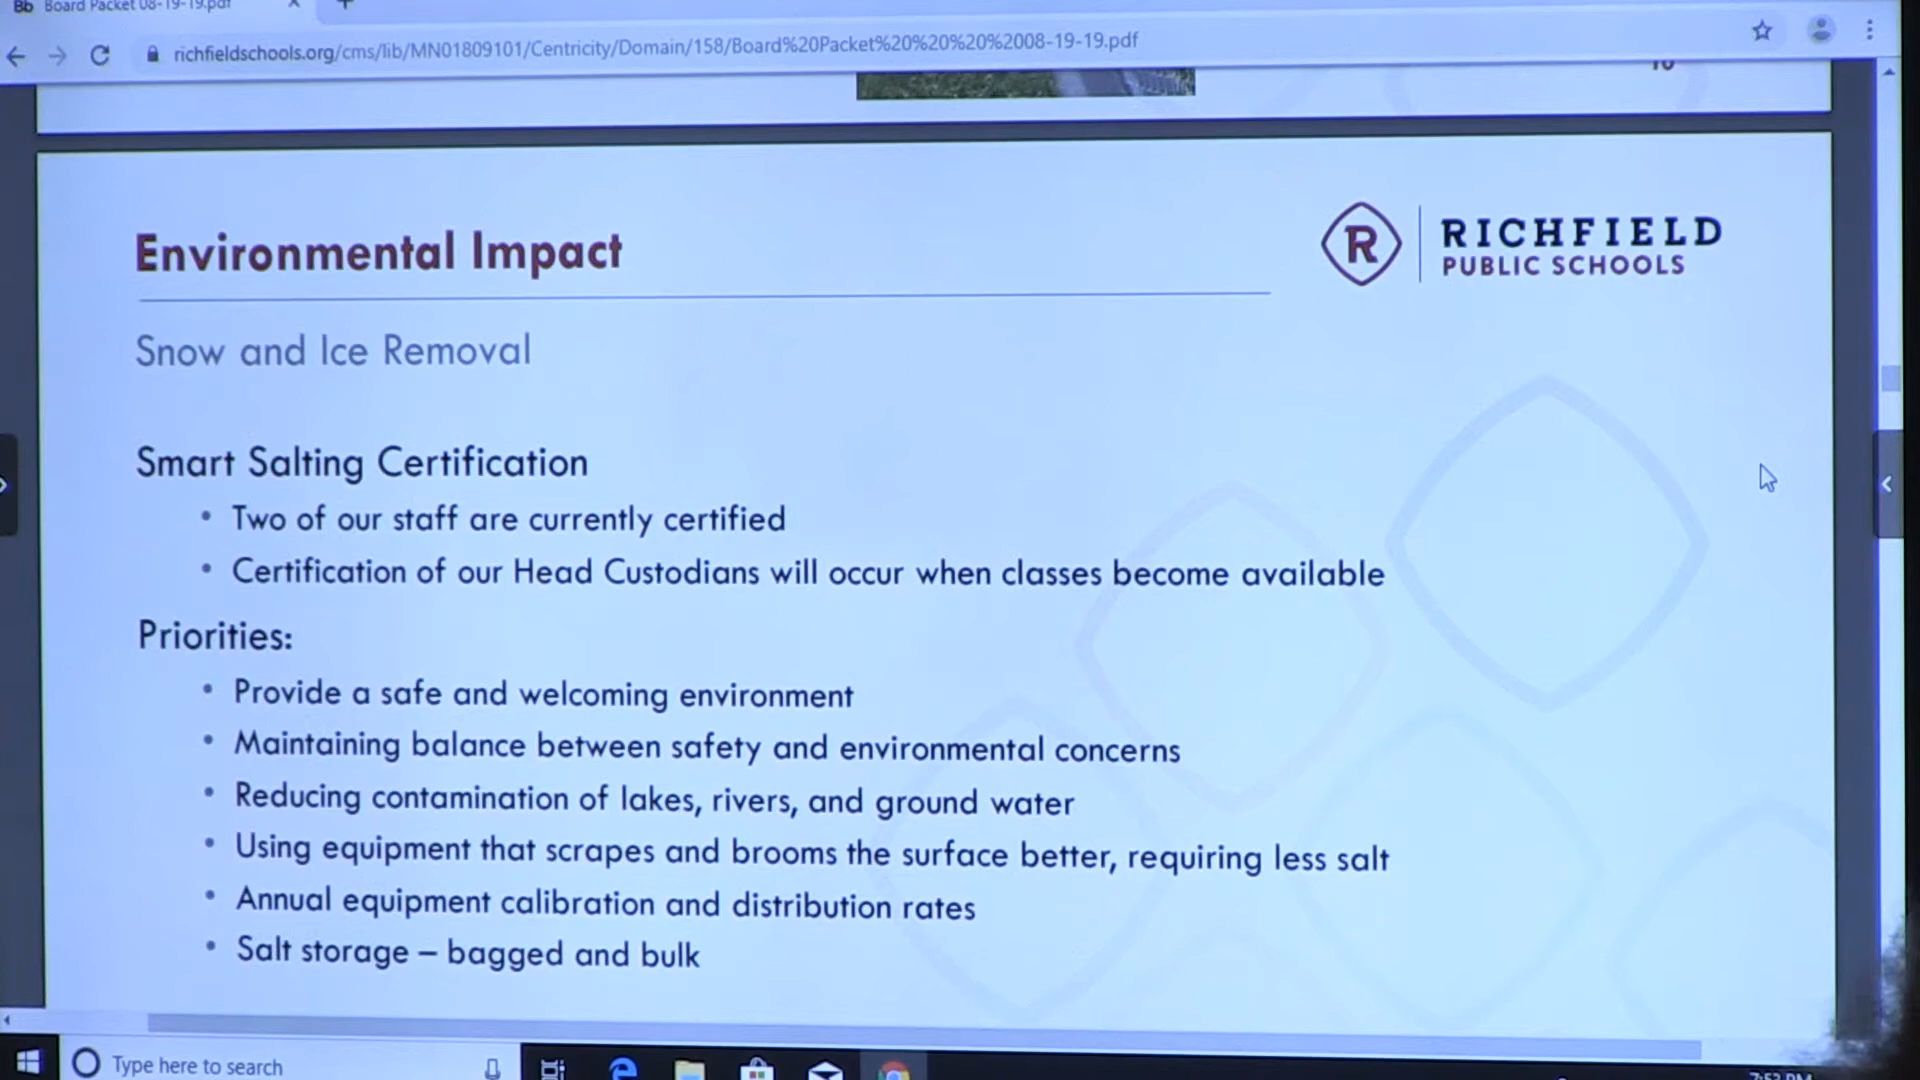 Bb Board Packet 08-19-19.pdf
richfieldschools.org/cms/lib/MN01809101/Centricity/Domain/158/Board%20Packet%20%20%20%2008-19-19.pdf
Environmental Impact
R RICHFIELD
PUBLIC SCHOOLS
Snow and Ice Removal
Smart Salting Certification
• Two of our staff are currently certified
• Certification of our Head Custodians will occur when classes become available
Priorities:
• Provide a safe and welcoming environment
• Maintaining balance between safety and environmental concerns
• Reducing contamination of lakes, rivers, and ground water
• Using equipment that scrapes and brooms the surface better, requiring less salt
• Annual equipment calibration and distribution rates
• Salt storage – bagged and bulk
Type here to search
7:52 PM